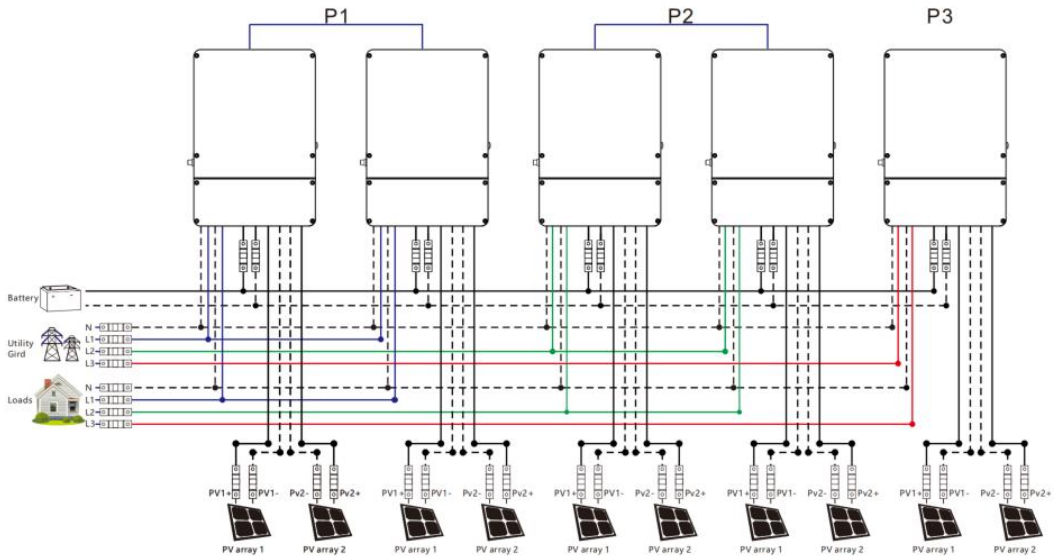 P1 P2 P3
Battery
N
Utility
Gird
L1
L2
L3
N
Loads
L1
L2
L3
PV1+ PV1- Pv2- Pv2+ PV1+ PV1- Pv2- Pv2+ PV1+ PV1- Pv2- Pv2+ PV1+ PV1- Pv2- Pv2+ PV1+ PV1- Pv2- Pv2+
PV array 1 PV array 2 PV array 1 PV array 2 PV array 1 PV array 2 PV array 1 PV array 2 PV array 1 PV array 2